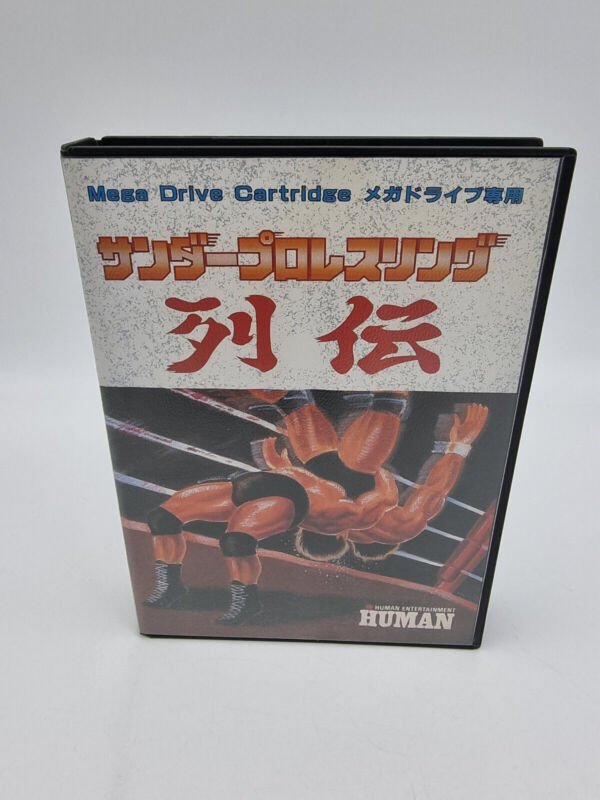 Mega Drive Cartridge メガドライブ専用
サンダープロレスリング
列伝
HUMAN ENTERTAINMENT
HUMAN